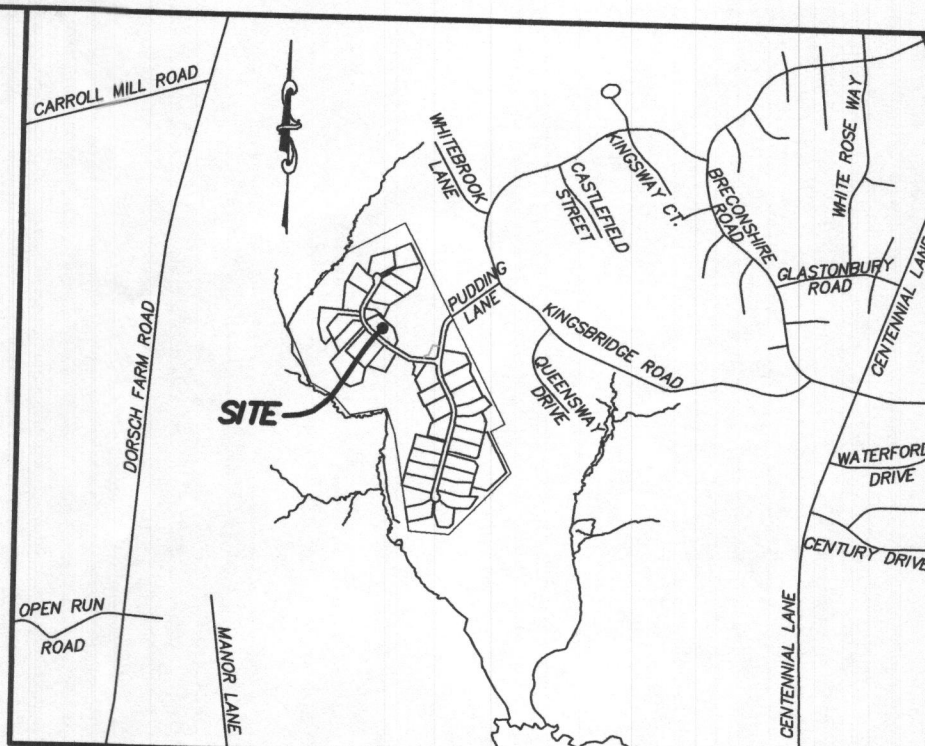 CARROLL MILL ROAD
WHITEBROOK
LANE
KINGSWAY CT.
CASTLEFIELD
STREET
BRECONSHIRE
ROAD
WHITE ROSE WAY
GLASTONBURY
ROAD
CENTENNIAL LANE
PUDDING
LANE
KINGSBRIDGE ROAD
QUEENSWAY
DRIVE
DORSCH FARM ROAD
SITE
WATERFORD
DRIVE
CENTURY DRIVE
OPEN RUN
ROAD
MANOR LANE
CENTENNIAL LANE